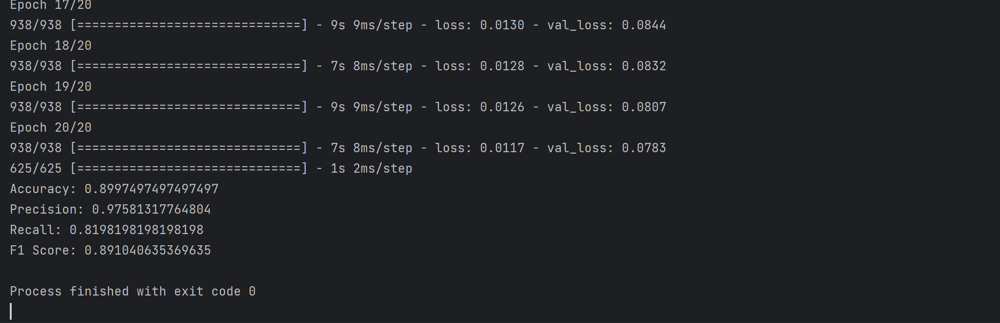 Epoch 17/20
938/938 [==============================] - 9s 9ms/step - loss: 0.0130 - val_loss: 0.0844
Epoch 18/20
938/938 [==============================] - 7s 8ms/step - loss: 0.0128 - val_loss: 0.0832
Epoch 19/20
938/938 [==============================] - 9s 9ms/step - loss: 0.0126 - val_loss: 0.0807
Epoch 20/20
938/938 [==============================] - 7s 8ms/step - loss: 0.0117 - val_loss: 0.0783
625/625 [==============================] - 1s 2ms/step
Accuracy: 0.8997497497497497
Precision: 0.97581317764804
Recall: 0.8198198198198198
F1 Score: 0.891040635369635
Process finished with exit code 0